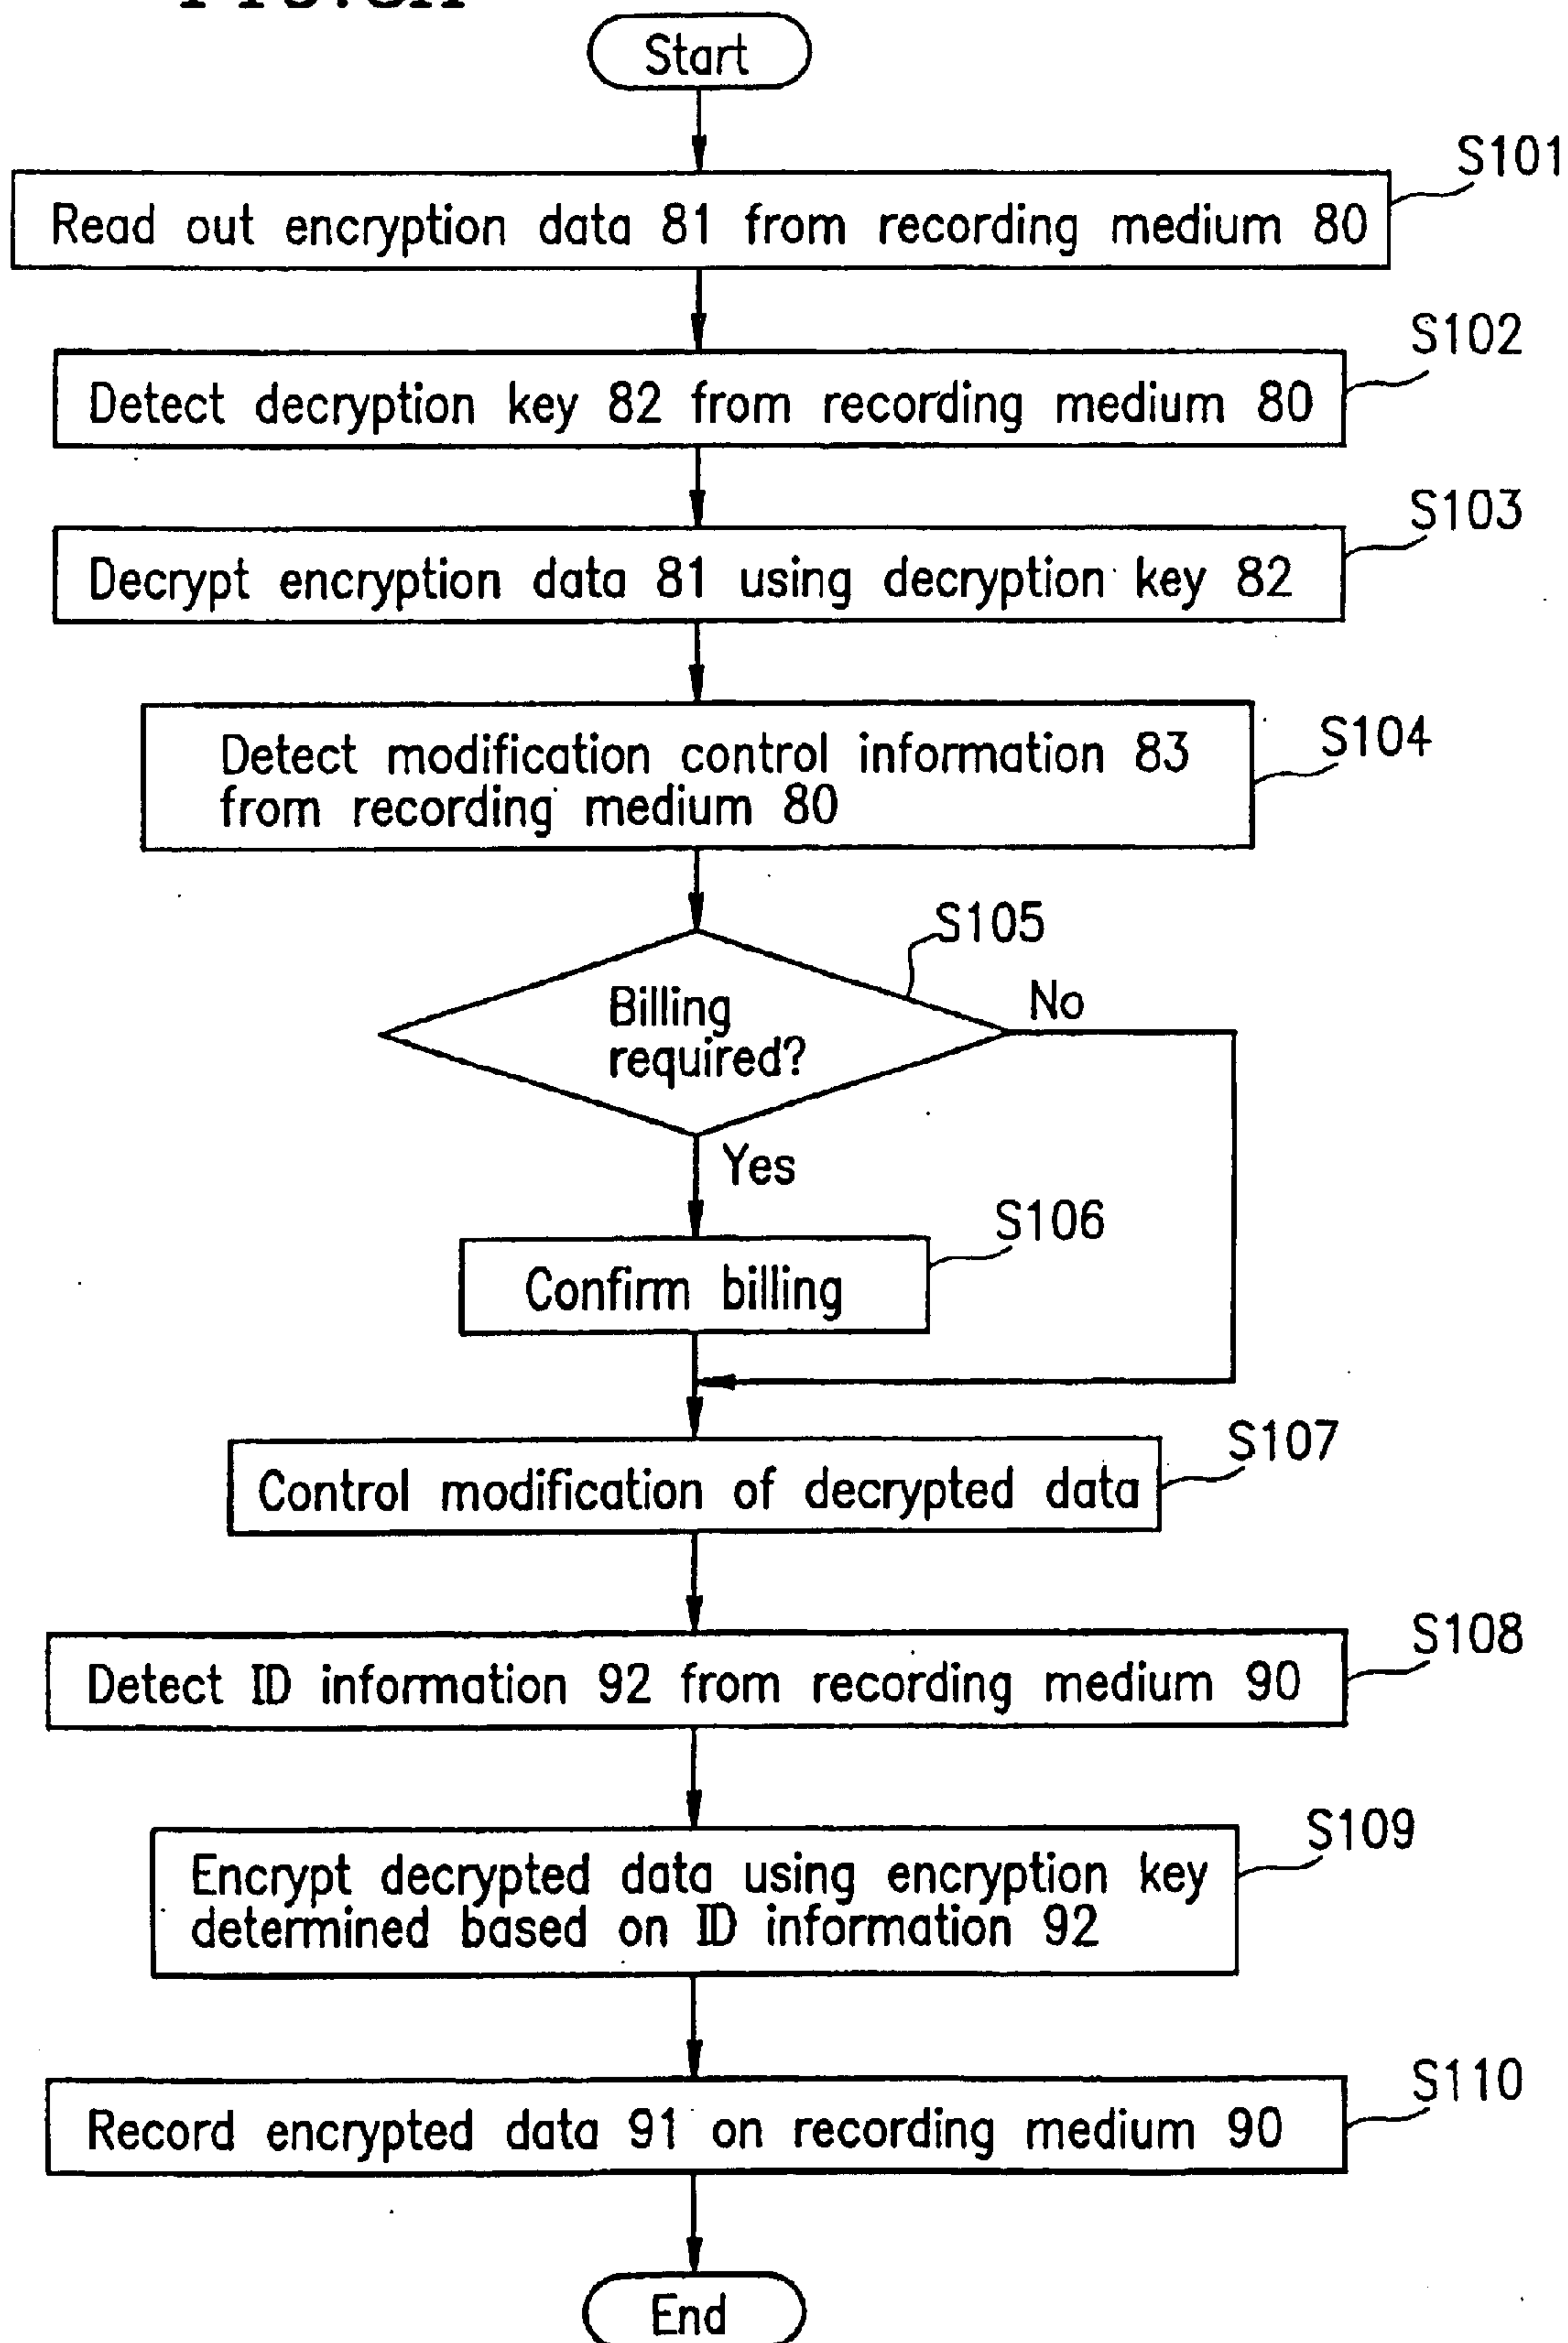 Start
S101
Read out encryption data 81 from recording medium 80
S102
Detect decryption key 82 from recording medium 80
S103
Decrypt encryption data 81 using decryption key 82
S104
Detect modification control information 83
from recording medium 80
S105
Billing
required?
No
Yes
S106
Confirm billing
S107
Control modification of decrypted data
S108
Detect ID information 92 from recording medium 90
S109
Encrypt decrypted data using encryption key
determined based on ID information 92
S110
Record encrypted data 91 on recording medium 90
End